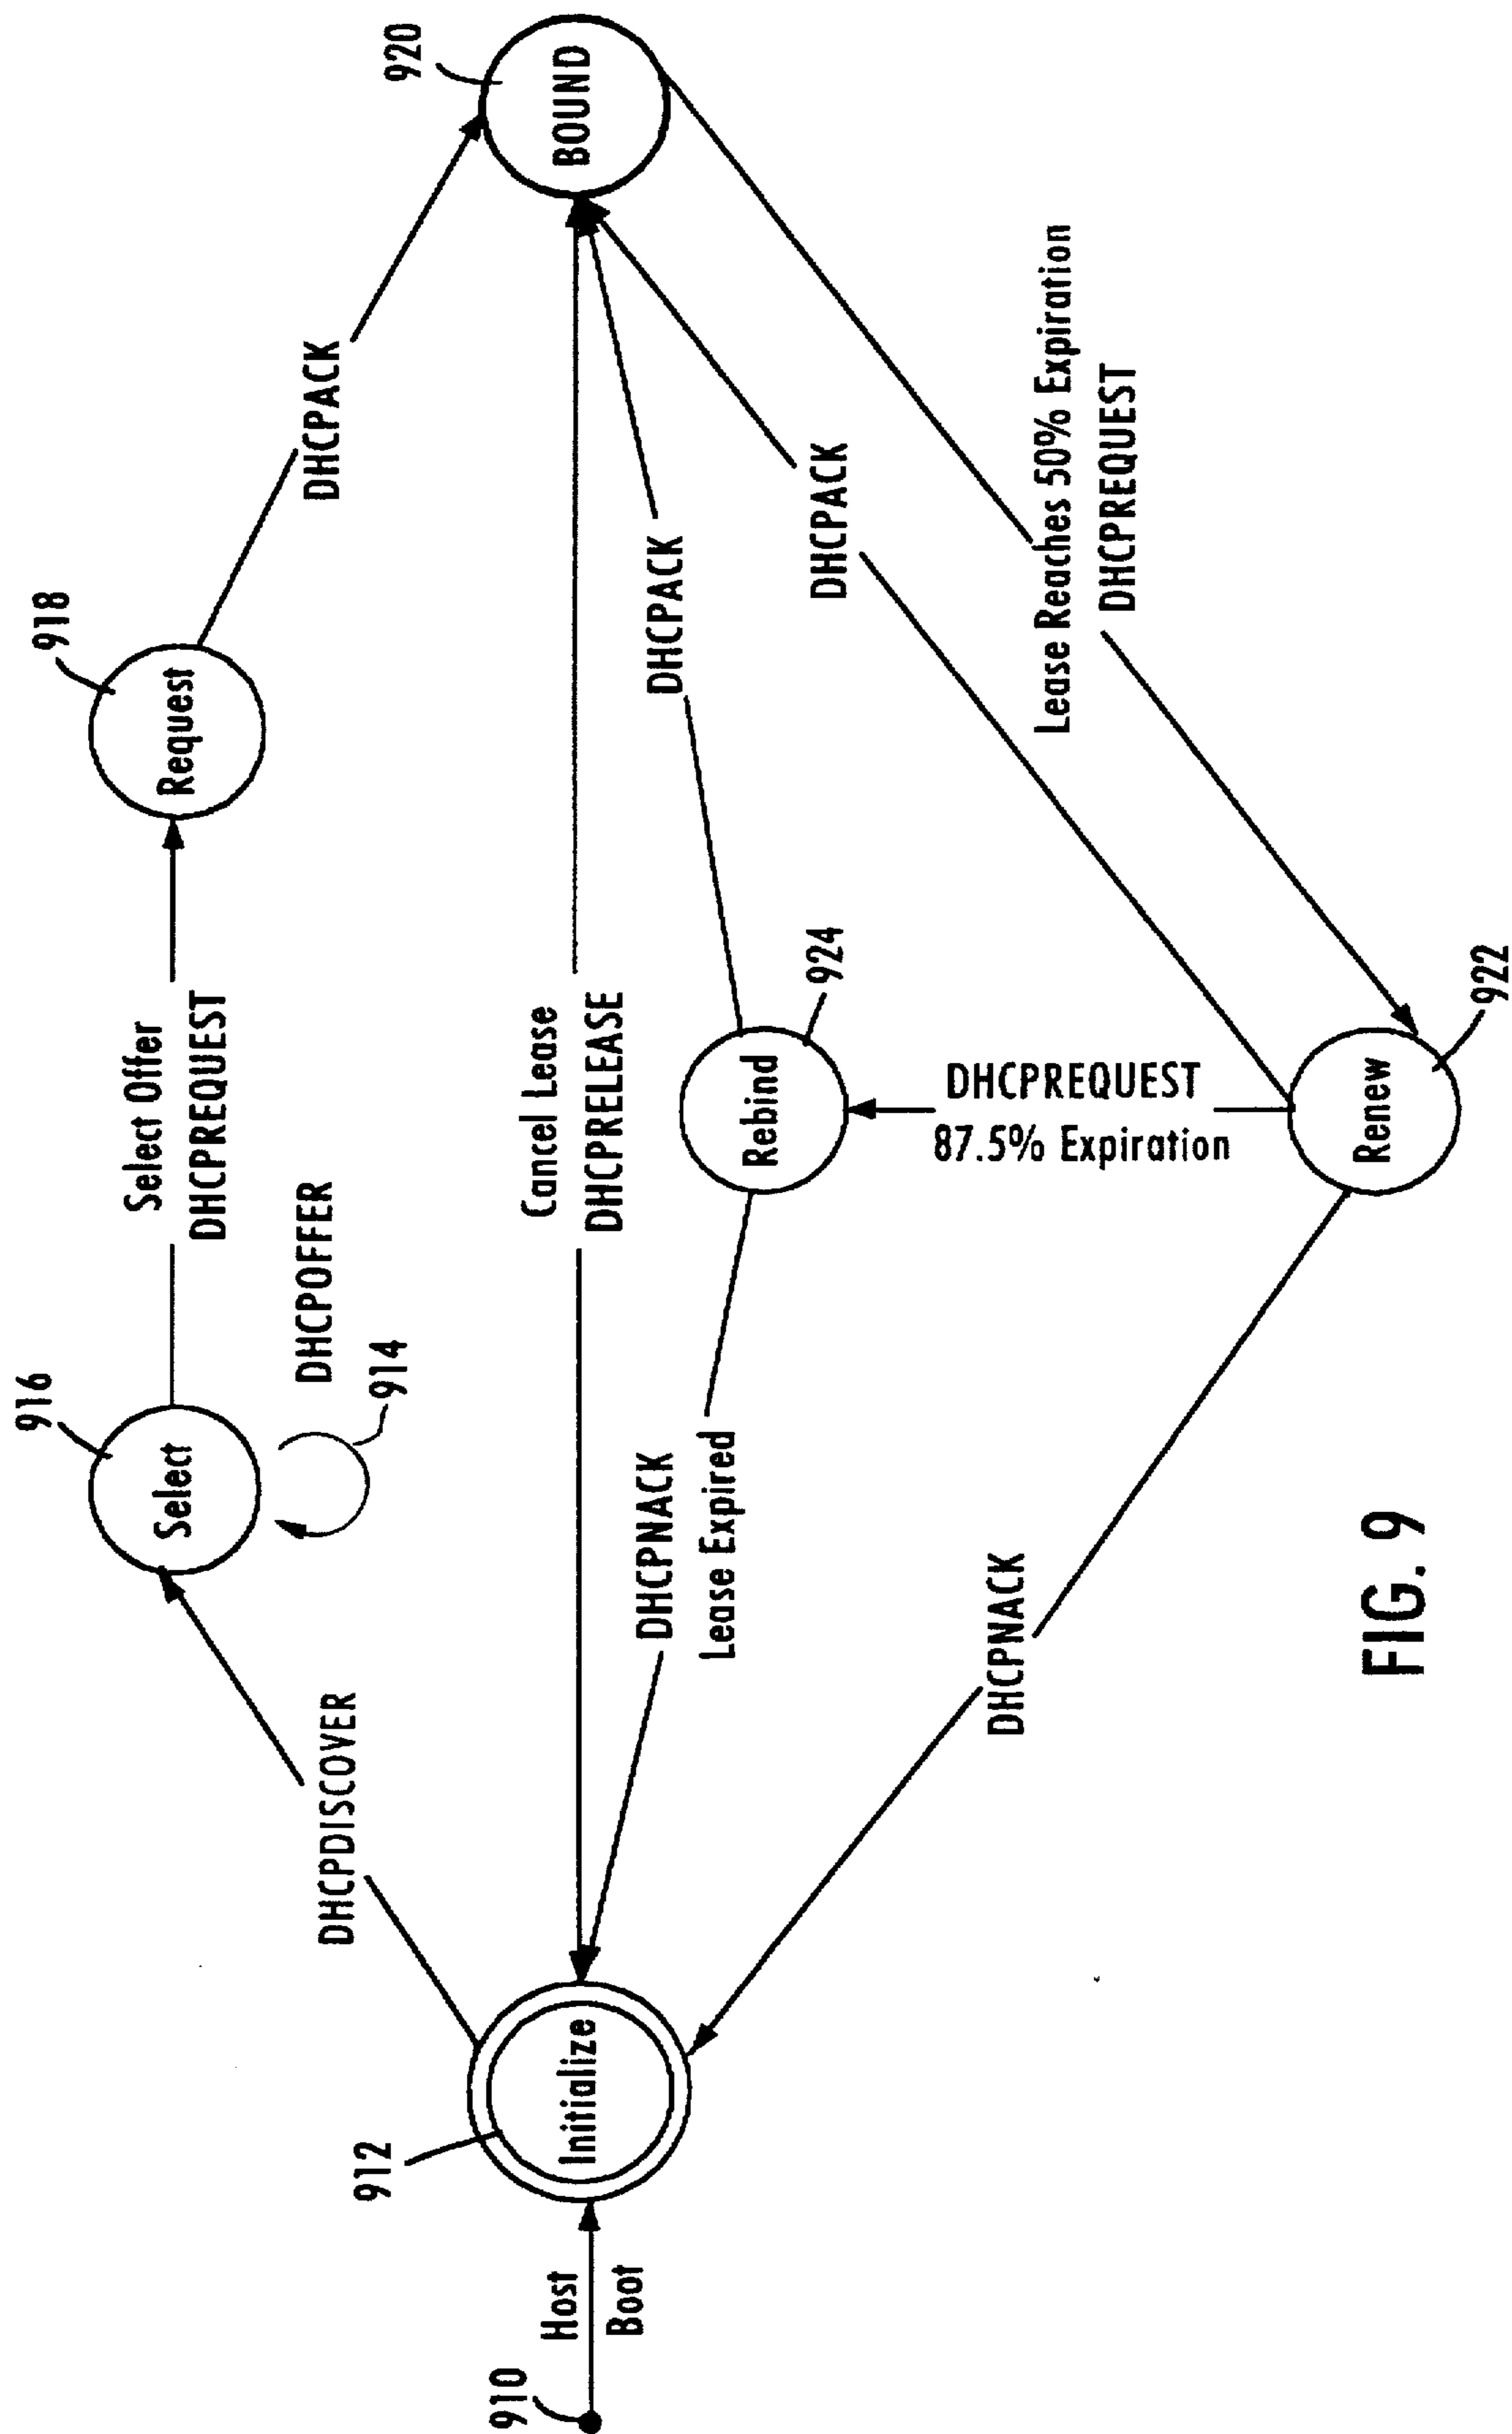 916
Select
DHCPOFFER
914
Select Offer
DHCPREQUEST
918
Request
DHCPACK
920
BOUND
DHCPDISCOVER
912
Initialize
910
Host
Boot
Cancel Lease
DHCPRELEASE
DHCPNACK
Lease Expired
Rebind
924
DHCPACK
DHCPACK
DHCPREQUEST
87.5% Expiration
Lease Reaches 50% Expiration
DHCPREQUEST
DHCPNACK
Renew
922
FIG. 9